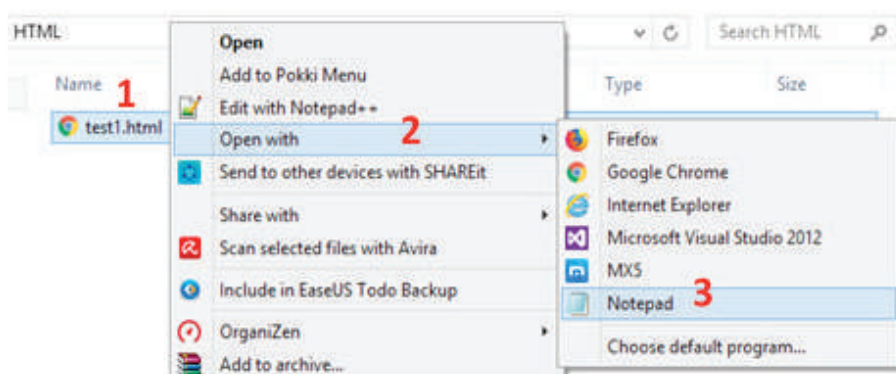 HTML
Search HTML
Name
Type
Size
1
test1.html
Open
Add to Pokki Menu
Edit with Notepad++
Open with
2
Send to other devices with SHAREit
Share with
Scan selected files with Avira
Include in EaseUS Todo Backup
OrganiZen
Add to archive...
Firefox
Google Chrome
Internet Explorer
Microsoft Visual Studio 2012
MX5
Notepad
3
Choose default program...